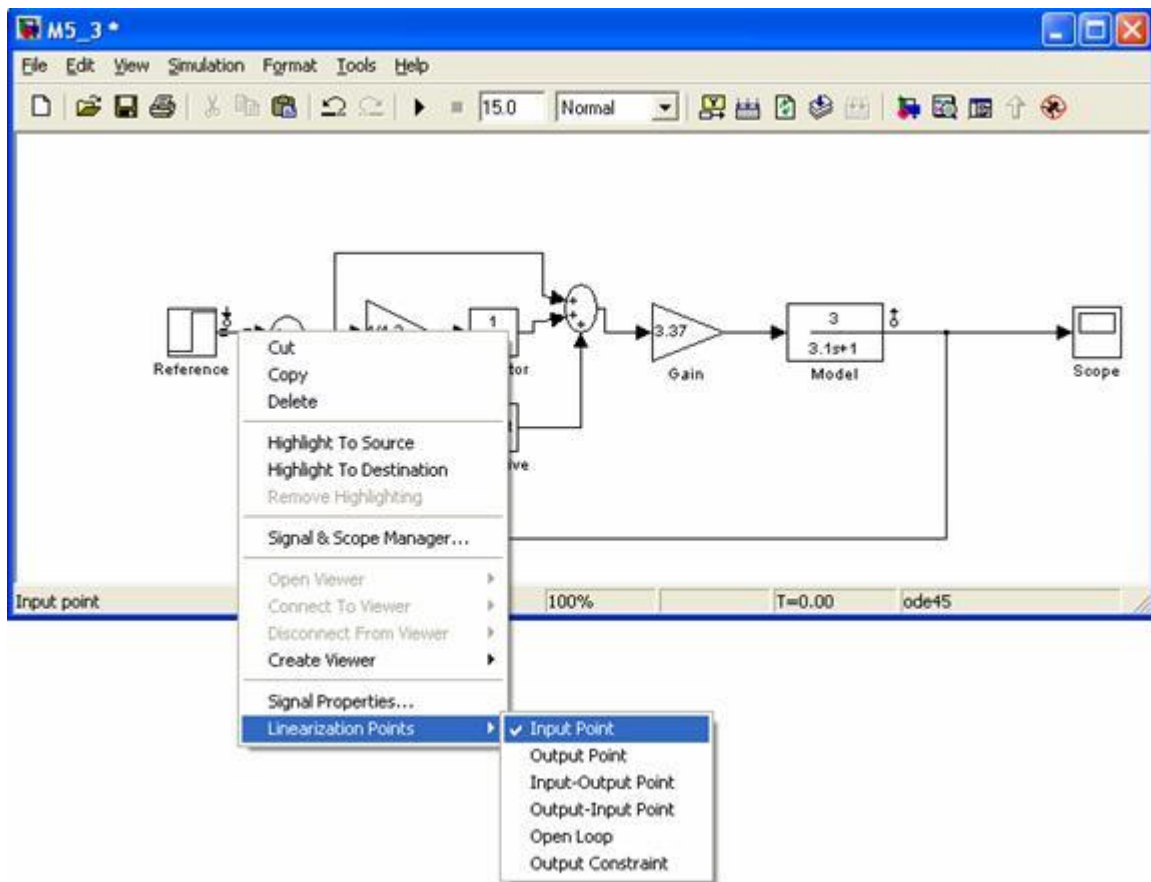 M5_3 *
File Edit View Simulation Format Tools Help
15.0 Normal
3.37
3
3.1s+1
1
Reference
tor
Gain
Model
Scope
ive
Cut
Copy
Delete
Highlight To Source
Highlight To Destination
Remove Highlighting
Signal & Scope Manager...
Open Viewer
Connect To Viewer
Disconnect From Viewer
Create Viewer
Signal Properties...
Linearization Points
Input Point
Output Point
Input-Output Point
Output-Input Point
Open Loop
Output Constraint
Input point 100% T=0.00 ode45